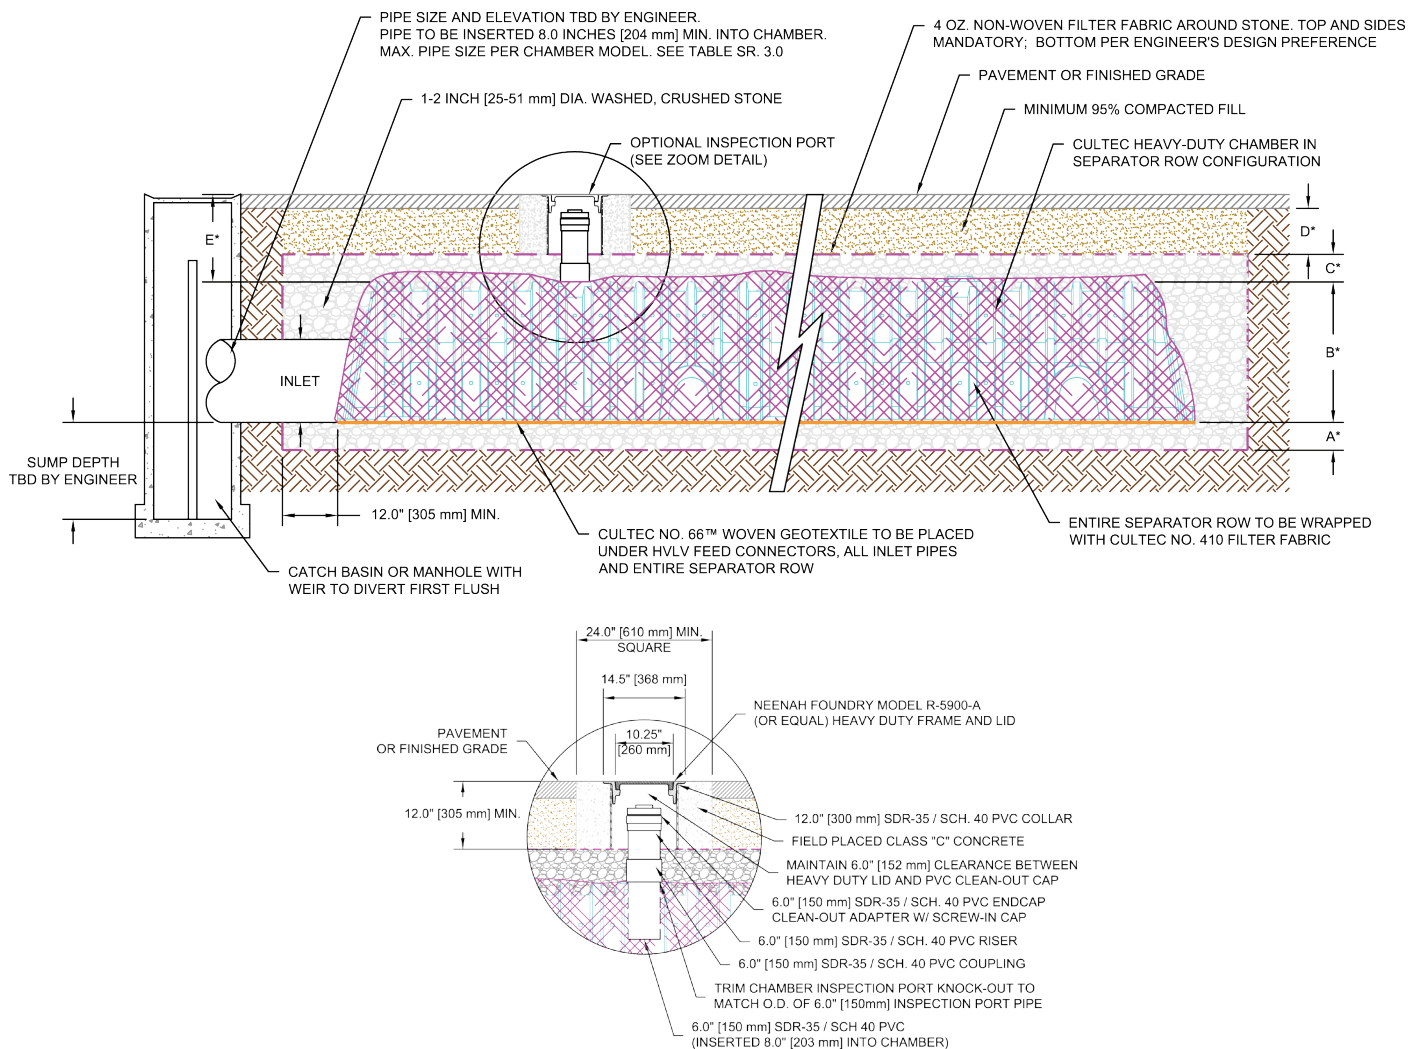 PIPE SIZE AND ELEVATION TBD BY ENGINEER.
PIPE TO BE INSERTED 8.0 INCHES [204 mm] MIN. INTO CHAMBER.
MAX. PIPE SIZE PER CHAMBER MODEL. SEE TABLE SR. 3.0
4 OZ. NON-WOVEN FILTER FABRIC AROUND STONE. TOP AND SIDES
MANDATORY; BOTTOM PER ENGINEER'S DESIGN PREFERENCE
PAVEMENT OR FINISHED GRADE
1-2 INCH [25-51 mm] DIA. WASHED, CRUSHED STONE
MINIMUM 95% COMPACTED FILL
OPTIONAL INSPECTION PORT
(SEE ZOOM DETAIL)
CULTEC HEAVY-DUTY CHAMBER IN
SEPARATOR ROW CONFIGURATION
E*
D*
C*
B*
A*
INLET
SUMP DEPTH
TBD BY ENGINEER
12.0" [305 mm] MIN.
CULTEC NO. 66™ WOVEN GEOTEXTILE TO BE PLACED
UNDER HVLV FEED CONNECTORS, ALL INLET PIPES
AND ENTIRE SEPARATOR ROW
ENTIRE SEPARATOR ROW TO BE WRAPPED
WITH CULTEC NO. 410 FILTER FABRIC
CATCH BASIN OR MANHOLE WITH
WEIR TO DIVERT FIRST FLUSH
24.0" [610 mm] MIN.
SQUARE
14.5" [368 mm]
10.25"
[260 mm]
NEENAH FOUNDRY MODEL R-5900-A
(OR EQUAL) HEAVY DUTY FRAME AND LID
PAVEMENT
OR FINISHED GRADE
12.0" [305 mm] MIN.
12.0" [300 mm] SDR-35 / SCH. 40 PVC COLLAR
FIELD PLACED CLASS "C" CONCRETE
MAINTAIN 6.0" [152 mm] CLEARANCE BETWEEN
HEAVY DUTY LID AND PVC CLEAN-OUT CAP
6.0" [150 mm] SDR-35 / SCH. 40 PVC ENDCAP
CLEAN-OUT ADAPTER W/ SCREW-IN CAP
6.0" [150 mm] SDR-35 / SCH. 40 PVC RISER
6.0" [150 mm] SDR-35 / SCH. 40 PVC COUPLING
TRIM CHAMBER INSPECTION PORT KNOCK-OUT TO
MATCH O.D. OF 6.0" [150mm] INSPECTION PORT PIPE
6.0" [150 mm] SDR-35 / SCH 40 PVC
(INSERTED 8.0" [203 mm] INTO CHAMBER)